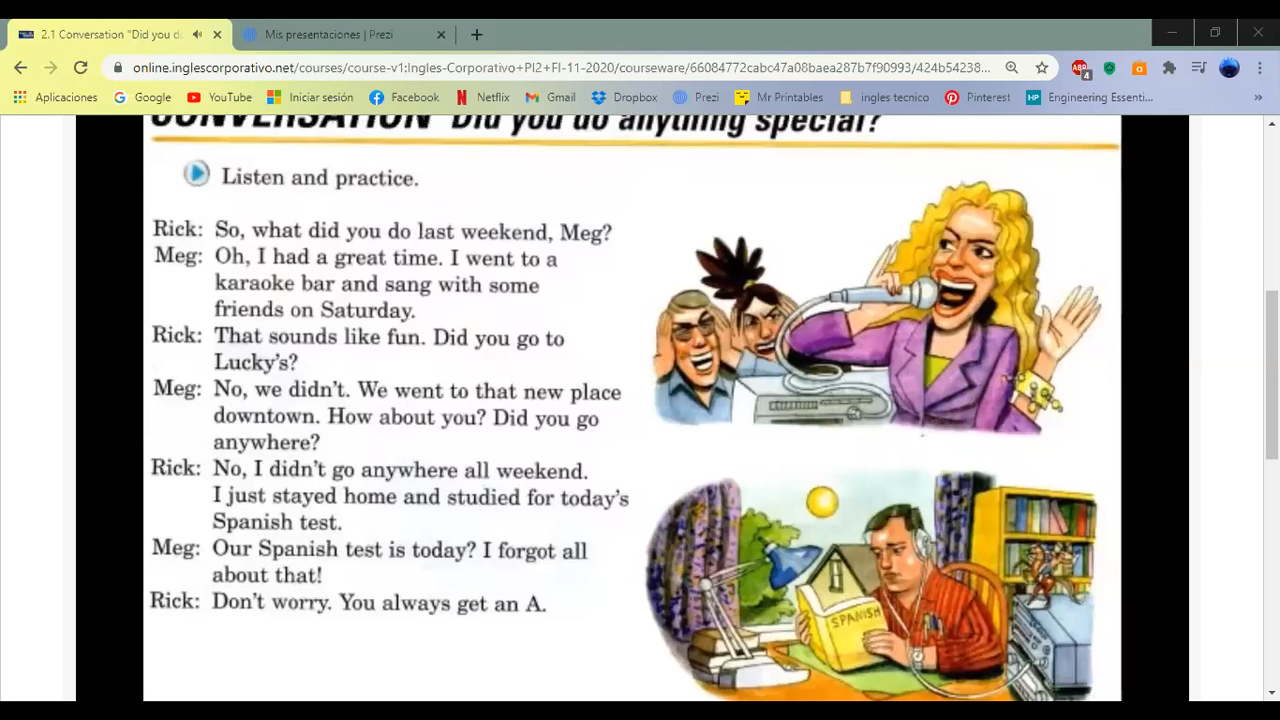 2.1 Conversation "Did you d
Mis presentaciones | Prezi
online.inglescorporativo.net/courses/course-v1:Ingles-Corporativo+PI2+FI-11-2020/courseware/66084772cabc47a08baea287b7f90993/424b54238...
Aplicaciones Google YouTube Iniciar sesión Facebook Netflix Gmail Dropbox Prezi Mr Printables ingles tecnico Pinterest Engineering Essenti... »
CONVERSATION Did you do anything special?
Listen and practice.
Rick: So, what did you do last weekend, Meg?
Meg: Oh, I had a great time. I went to a
karaoke bar and sang with some
friends on Saturday.
Rick: That sounds like fun. Did you go to
Lucky's?
Meg: No, we didn't. We went to that new place
downtown. How about you? Did you go
anywhere?
Rick: No, I didn't go anywhere all weekend.
I just stayed home and studied for today's
Spanish test.
Meg: Our Spanish test is today? I forgot all
about that!
Rick: Don't worry. You always get an A.
SPANISH